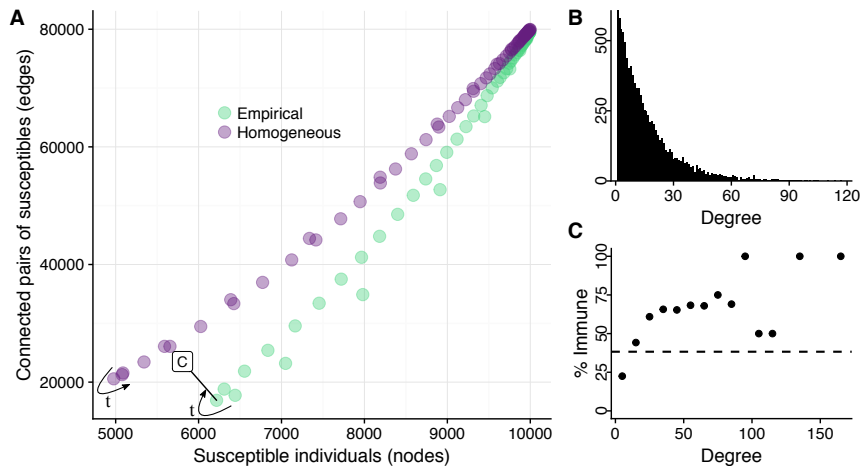 A
Connected pairs of susceptibles (edges)
80000
60000
40000
20000
Empirical
Homogeneous
C
t
t
5000 6000 7000 8000 9000 10000
Susceptible individuals (nodes)
B
500
250
0
0 30 60 90 120
Degree
C
% Immune
100
75
50
25
0
0 50 100 150
Degree